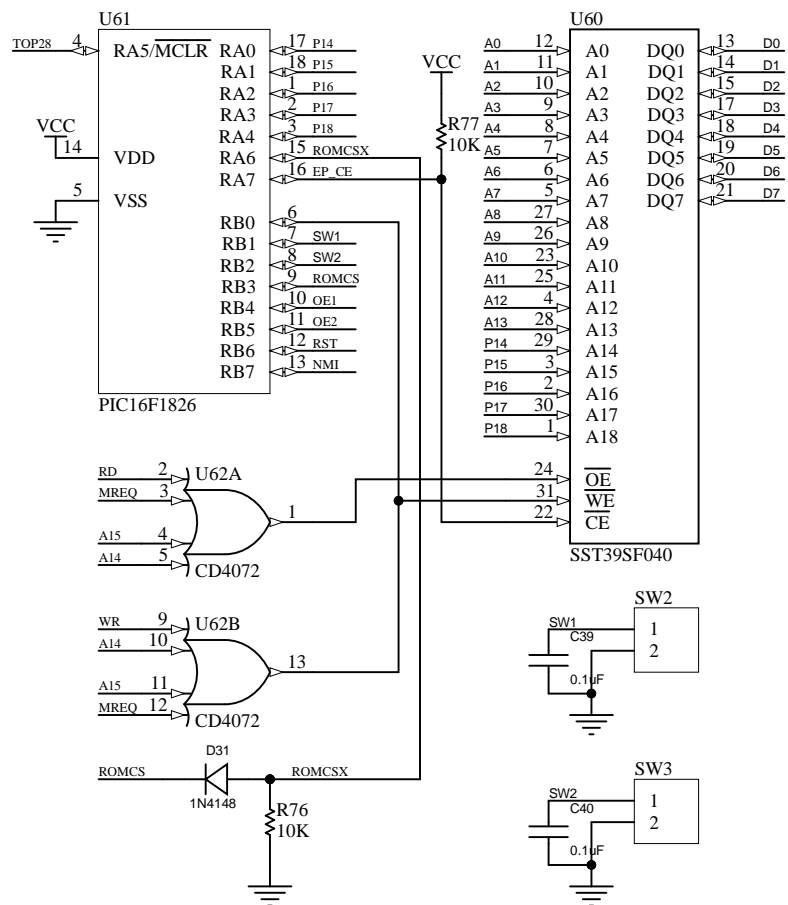 U61
TOP28 4 RA5/MCLR RA0 17 P14
RA1 18 P15
RA2 1 P16
RA3 2 P17
RA4 3 P18
VCC 14 VDD RA6 15 ROMCSX
RA7 16 EP_CE
5 VSS
RB0 6
RB1 7 SW1
RB2 8 SW2
RB3 9 ROMCS
RB4 10 OE1
RB5 11 OE2
RB6 12 RST
RB7 13 NMI
PIC16F1826
VCC
R77
10K
U60
A0 12 A0 DQ0 13 D0
A1 11 A1 DQ1 14 D1
A2 10 A2 DQ2 15 D2
A3 9 A3 DQ3 17 D3
A4 8 A4 DQ4 18 D4
A5 7 A5 DQ5 19 D5
A6 6 A6 DQ6 20 D6
A7 5 A7 DQ7 21 D7
A8 27 A8
A9 26 A9
A10 23 A10
A11 25 A11
A12 4 A12
A13 28 A13
P14 29 A14
P15 3 A15
P16 2 A16
P17 30 A17
P18 1 A18
24 OE
31 WE
22 CE
SST39SF040
U62A
RD 2
MREQ 3
1
A15 4
A14 5
CD4072
U62B
WR 9
A14 10
13
A15 11
MREQ 12
CD4072
D31
ROMCS ROMCSX
1N4148
R76
10K
SW2
SW1 1
C39
2
0.1uF
SW3
SW2 1
C40
2
0.1uF